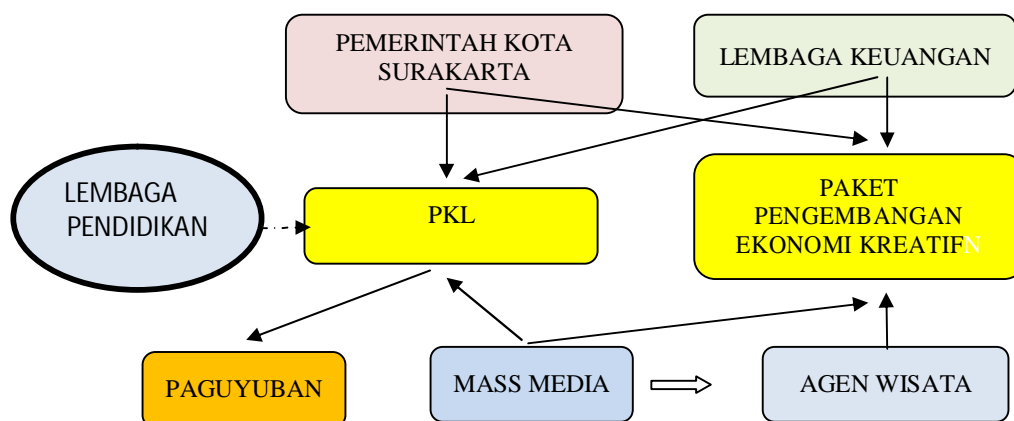 PEMERINTAH KOTA
SURAKARTA
LEMBAGA KEUANGAN
LEMBAGA
PENDIDIKAN
PKL
PAKET
PENGEMBANGAN
EKONOMI KREATIFN
PAGUYUBAN
MASS MEDIA
AGEN WISATA